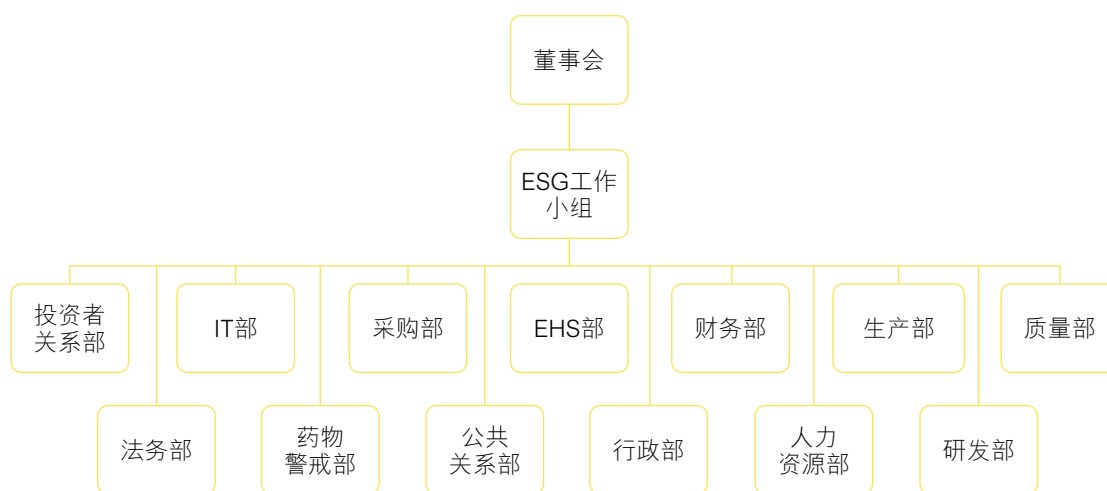 董事会
ESG工作
小组
投资者
关系部
IT部
采购部
EHS部
财务部
生产部
质量部
法务部
药物
警戒部
公共
关系部
行政部
人力
资源部
研发部